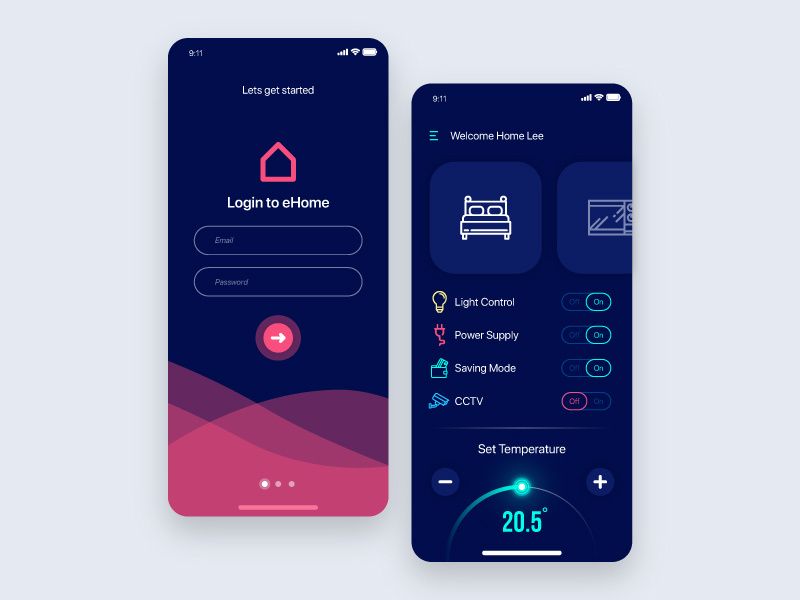 9:11
Lets get started
Login to eHome
Email
Password
9:11
Welcome Home Lee
Light Control Off On
Power Supply Off On
Saving Mode Off On
CCTV Off On
Set Temperature
20.5°